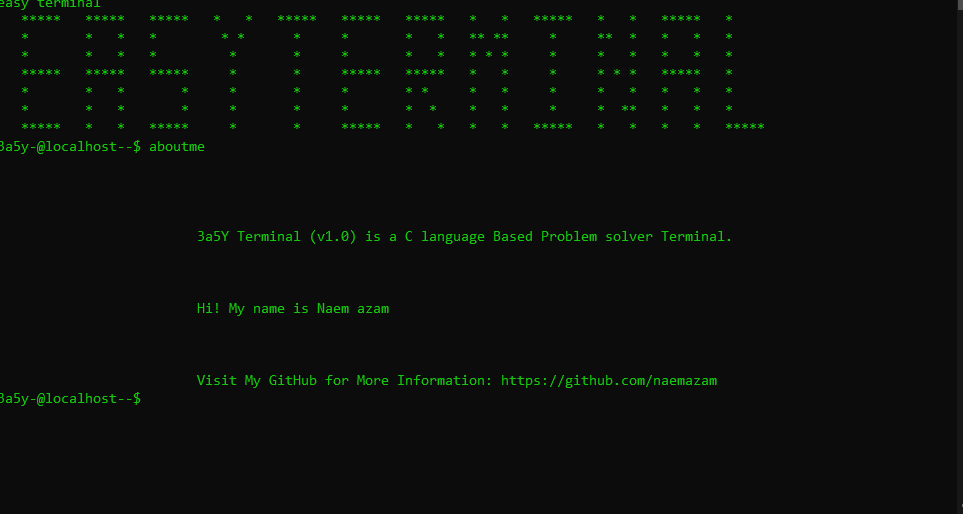 easy terminal
EASYTERMINAL
3a5y-@localhost--$ aboutme
3a5Y Terminal (v1.0) is a C language Based Problem solver Terminal.
Hi! My name is Naem azam
Visit My GitHub for More Information: https://github.com/naemazam
3a5y-@localhost--$